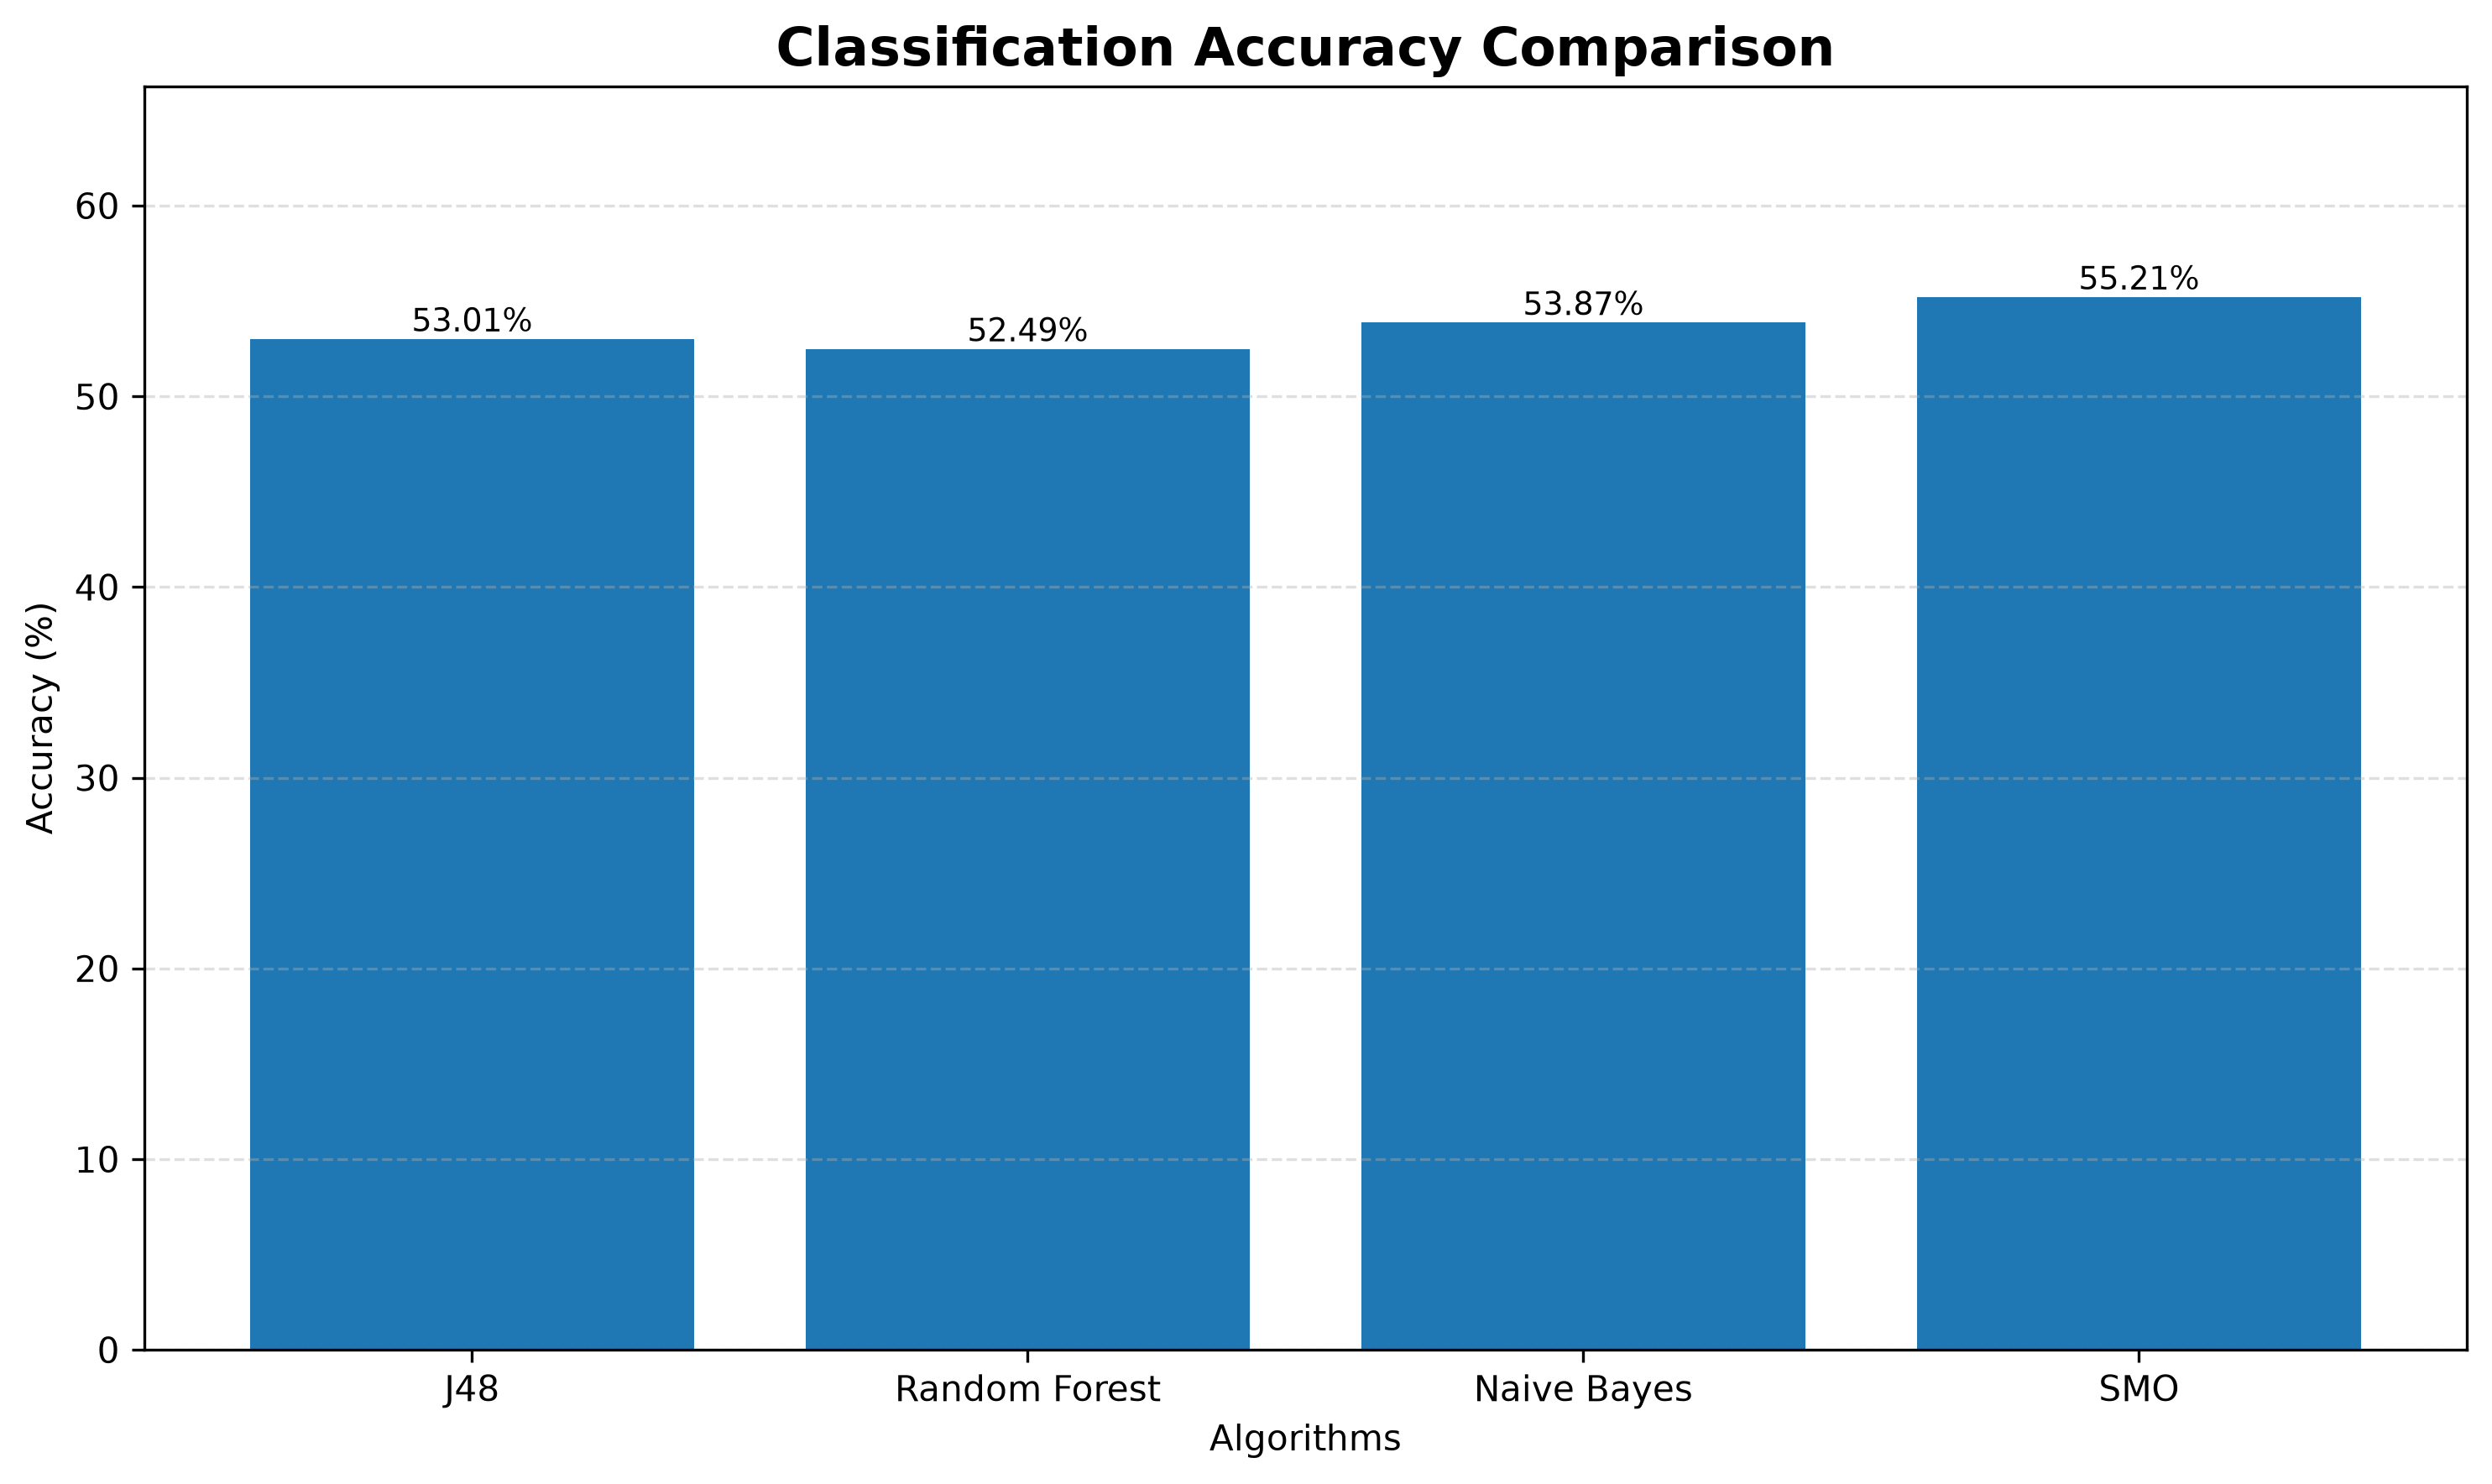 Classification Accuracy Comparison
60
55.21%
53.87%
53.01%
52.49%
50
40
30
20
10
0
Accuracy (%)
J48 Random Forest Naive Bayes SMO
Algorithms